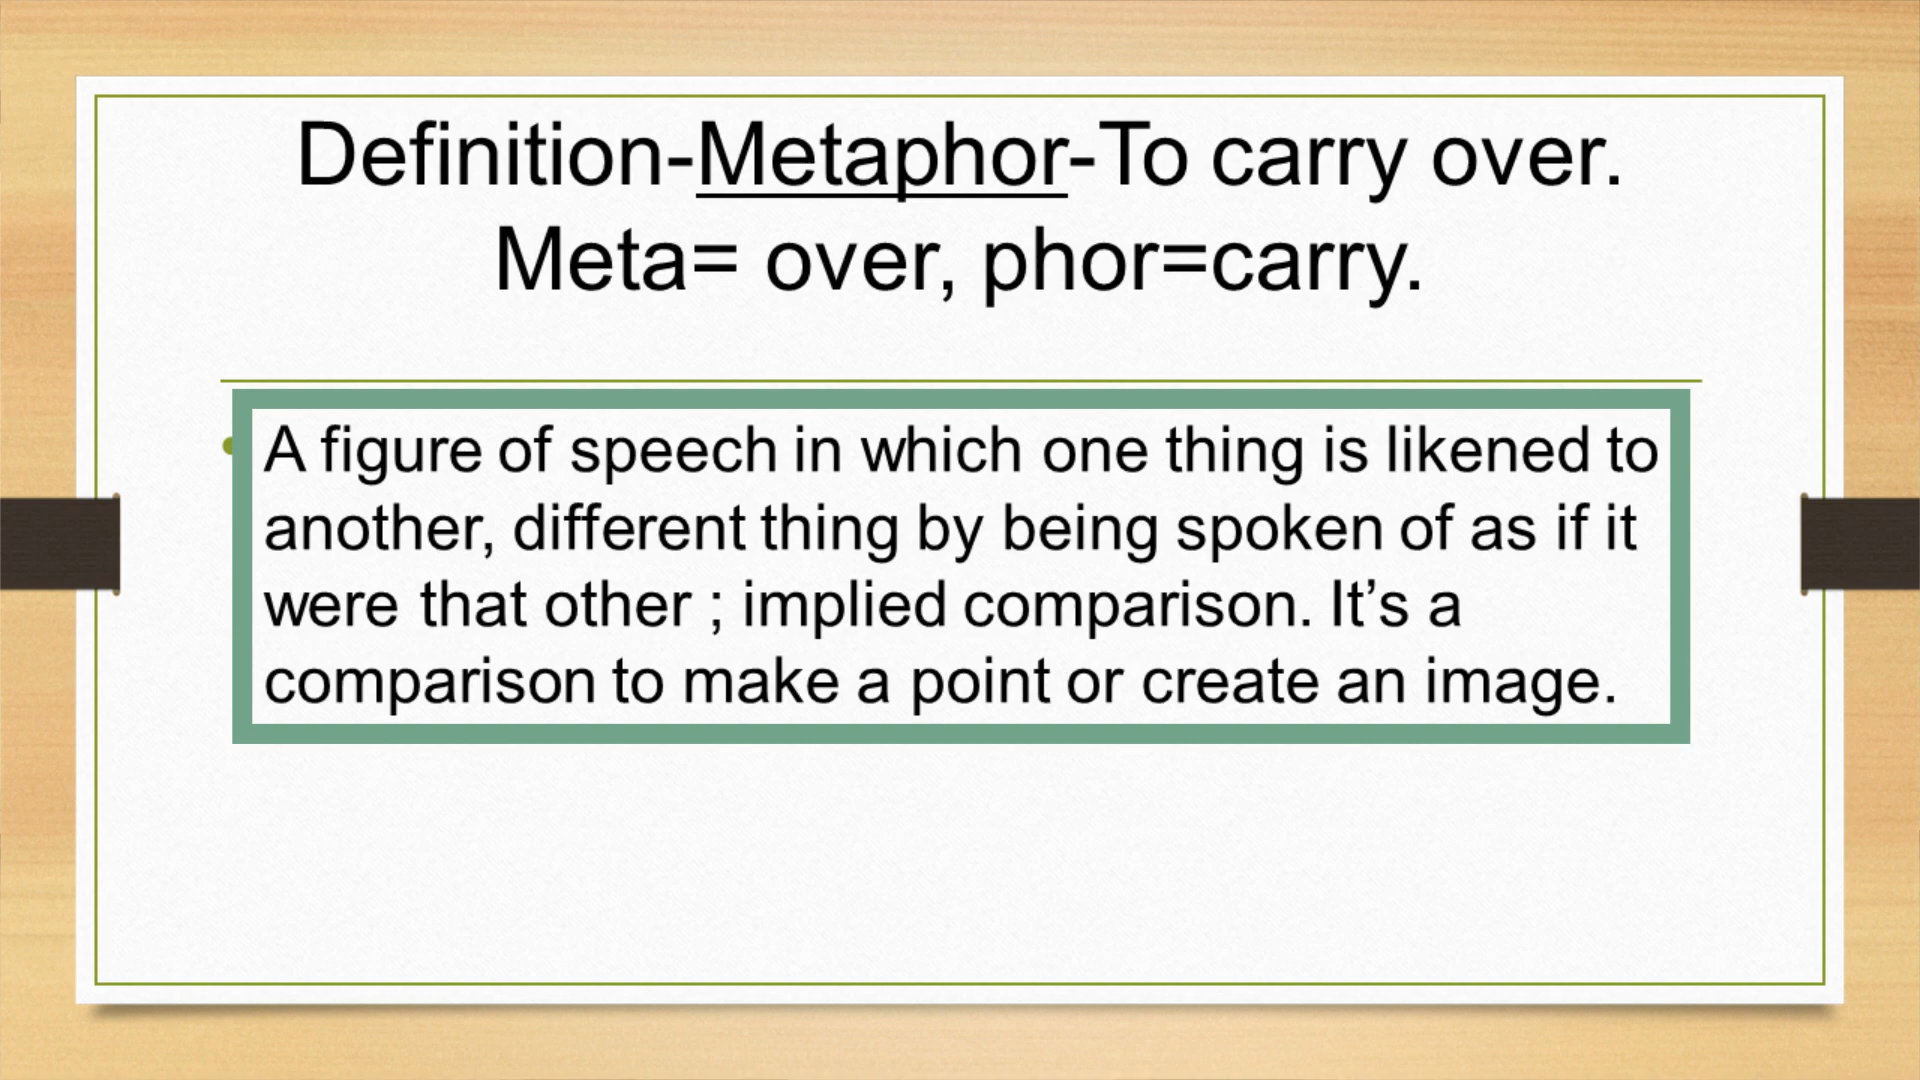 Definition-Metaphor-To carry over.
Meta= over, phor=carry.
A figure of speech in which one thing is likened to
another, different thing by being spoken of as if it
were that other ; implied comparison. It’s a
comparison to make a point or create an image.